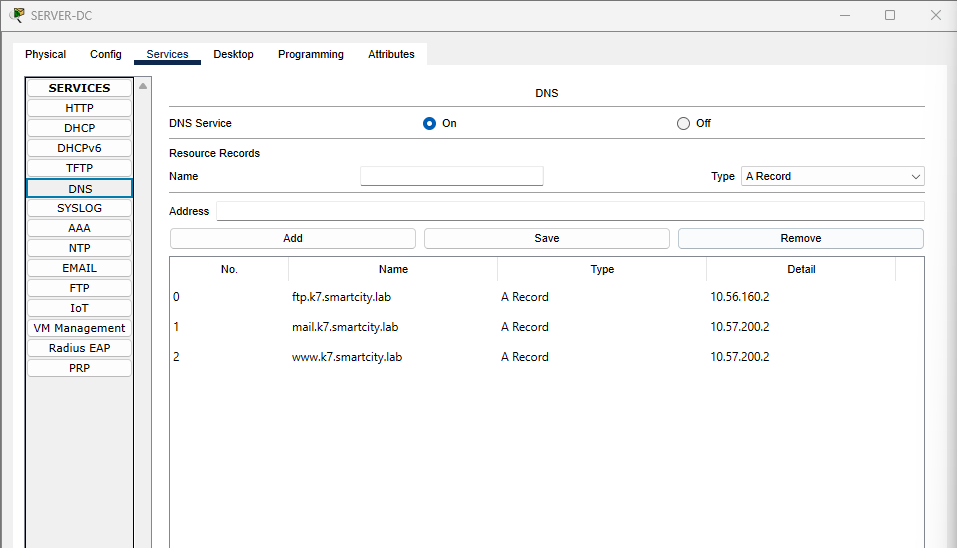 SERVER-DC
Physical Config Services Desktop Programming Attributes
SERVICES
HTTP
DHCP
DHCPv6
TFTP
DNS
SYSLOG
AAA
NTP
EMAIL
FTP
IoT
VM Management
Radius EAP
PRP
DNS
DNS Service On Off
Resource Records
Name Type A Record
Address
Add Save Remove
No. Name Type Detail
0 ftp.k7.smartcity.lab A Record 10.56.160.2
1 mail.k7.smartcity.lab A Record 10.57.200.2
2 www.k7.smartcity.lab A Record 10.57.200.2